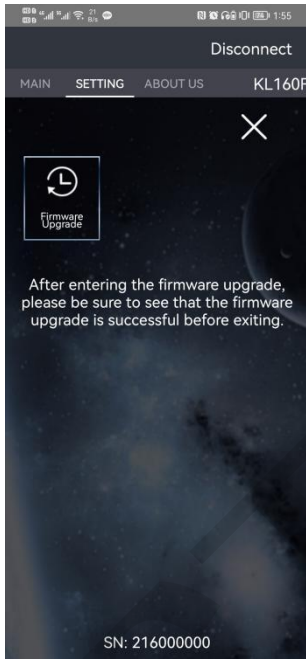 21 B/s 1:55
Disconnect
MAIN SETTING ABOUT US KL160F
Firmware
Upgrade
After entering the firmware upgrade,
please be sure to see that the firmware
upgrade is successful before exiting.
SN: 216000000